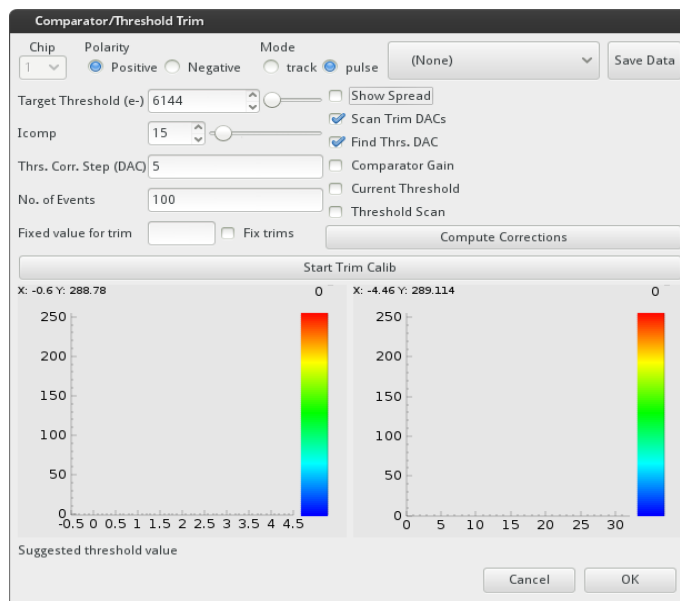 Comparator/Threshold Trim
Chip Polarity Mode
1 Positive Negative track pulse (None) Save Data
Target Threshold (e-) 6144 Show Spread
Scan Trim DACs
Icomp 15
Find Thrs. DAC
Thrs. Corr. Step (DAC) 5 Comparator Gain
Current Threshold
No. of Events 100
Threshold Scan
Fixed value for trim Fix trims Compute Corrections
Start Trim Calib
X: -0.6 Y: 288.78 0 X: -4.46 Y: 289.114 0
250 250
200 200
150 150
100 100
50 50
0 0
-0.5 0 0.5 1 1.5 2 2.5 3 3.5 4 4.5 0 5 10 15 20 25 30
Suggested threshold value
Cancel OK